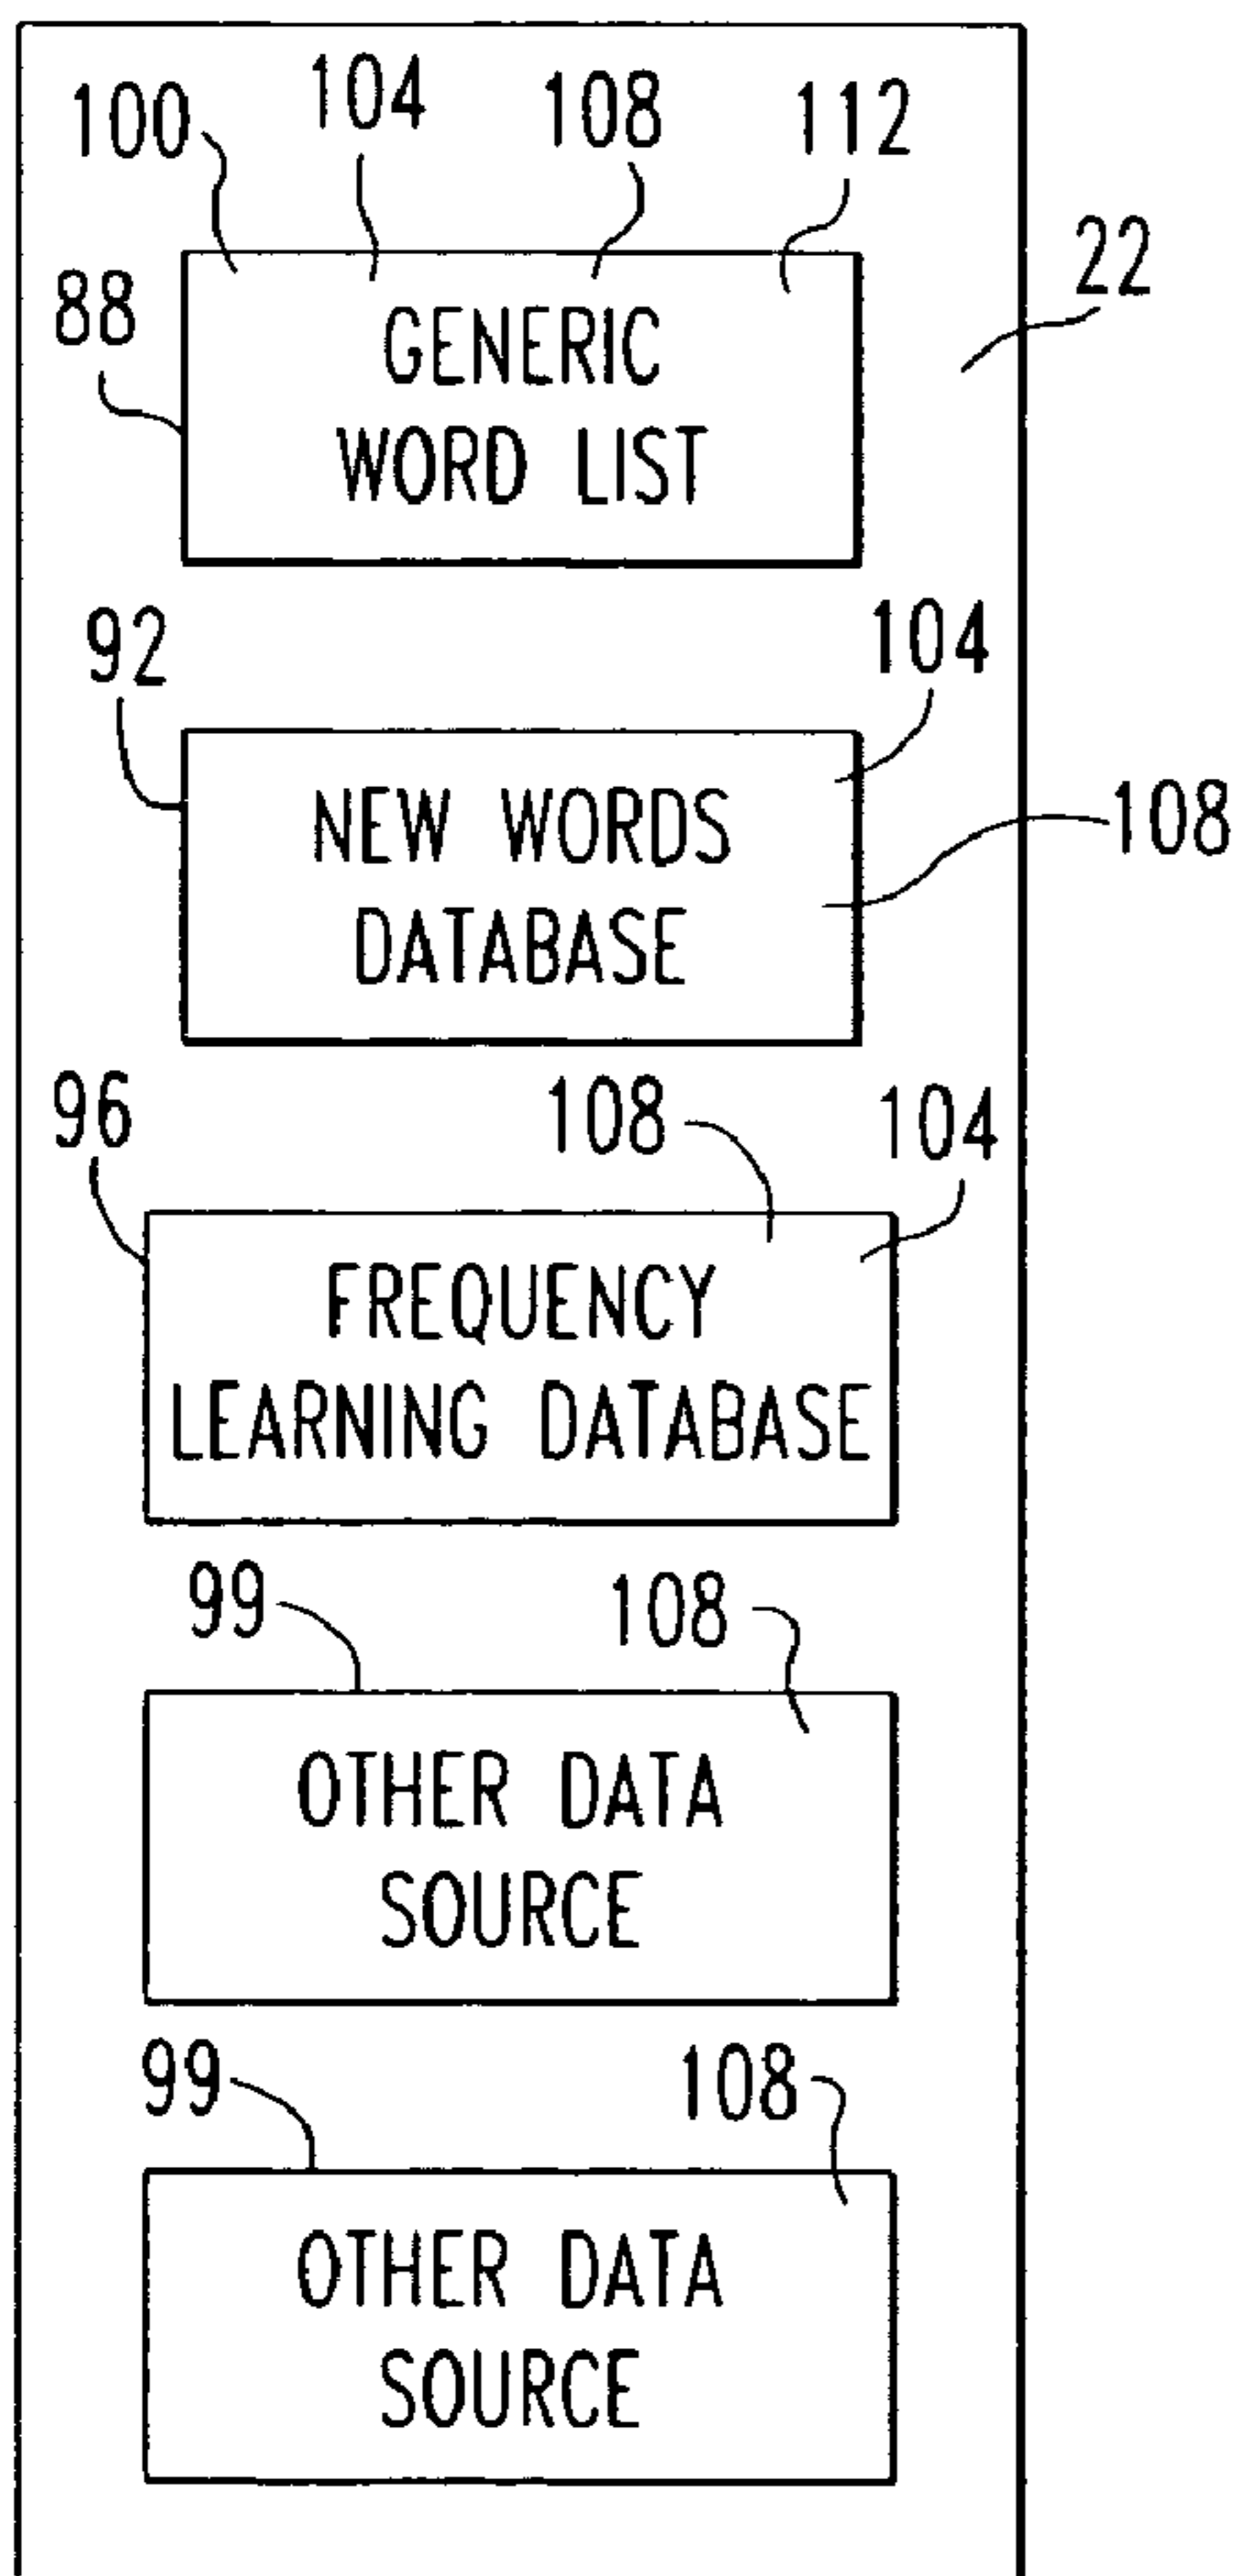 100 104 108 112
22
88
GENERIC
WORD LIST
92 104
NEW WORDS
108
DATABASE
96 108 104
FREQUENCY
LEARNING DATABASE
99 108
OTHER DATA
SOURCE
99 108
OTHER DATA
SOURCE